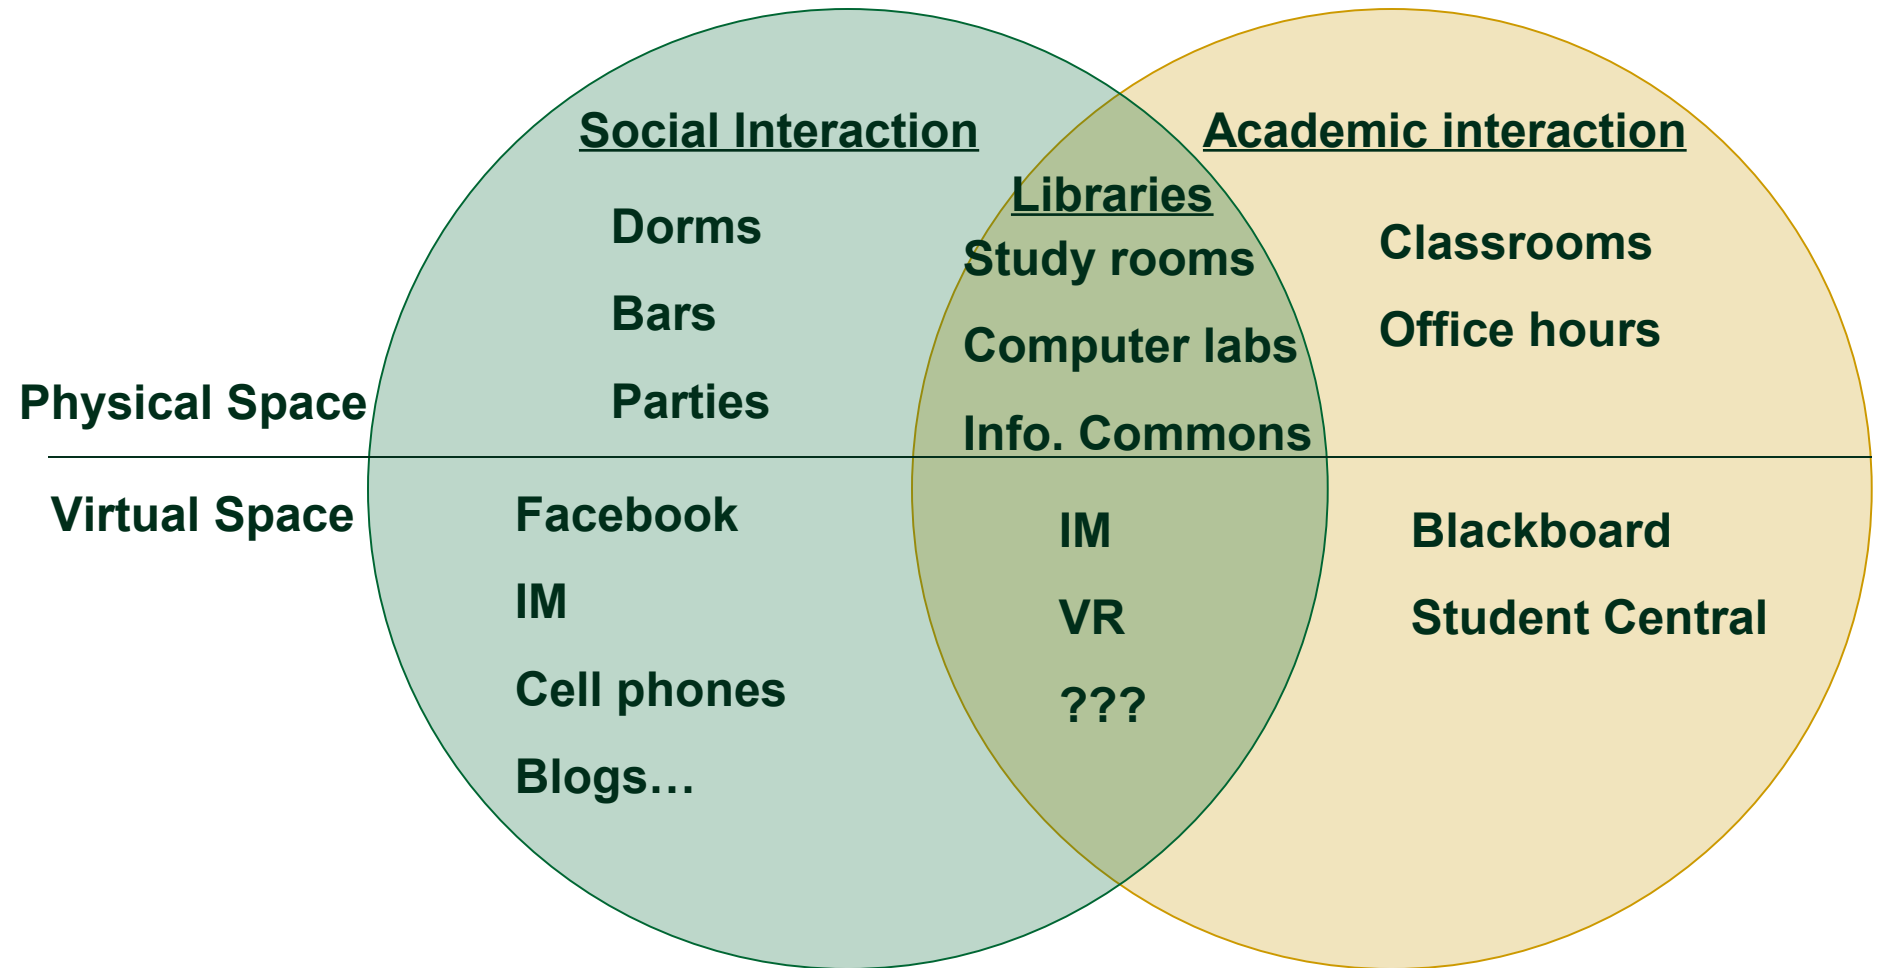 Social Interaction
Academic interaction
Libraries
Dorms
Study rooms
Classrooms
Bars
Computer labs
Office hours
Parties
Info. Commons
Physical Space
Virtual Space
Facebook
IM
Blackboard
IM
VR
Student Central
Cell phones
???
Blogs…